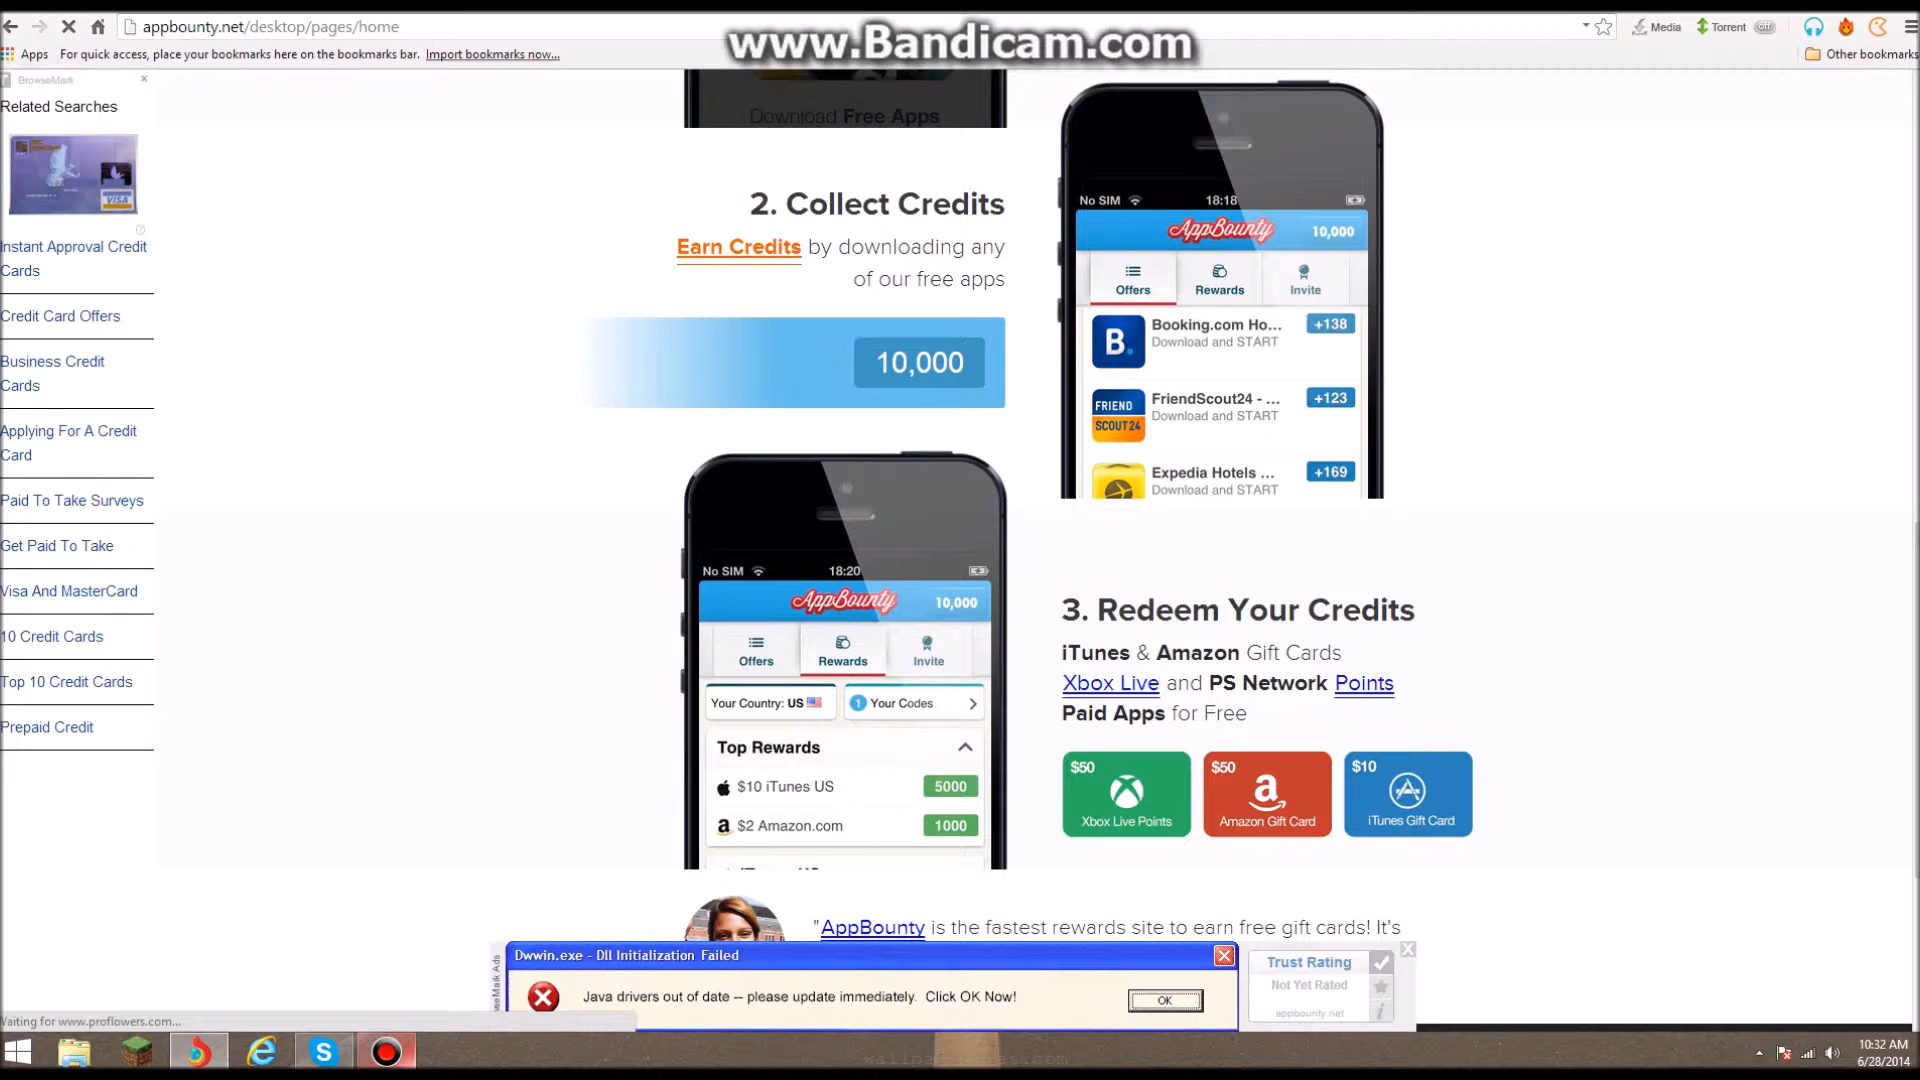 appbounty.net/desktop/pages/home
www.Bandicam.com
Media
Torrent
Off
Apps
For quick access, place your bookmarks here on the bookmarks bar.
Import bookmarks now...
Other bookmarks
BrowseMark
Related Searches
VISA
Instant Approval Credit
Cards
Credit Card Offers
Business Credit
Cards
Applying For A Credit
Card
Paid To Take Surveys
Get Paid To Take
Visa And MasterCard
10 Credit Cards
Top 10 Credit Cards
Prepaid Credit
Download Free Apps
2. Collect Credits
Earn Credits by downloading any
of our free apps
10,000
No SIM
18:18
AppBounty
10,000
Offers
Rewards
Invite
B.
Booking.com Ho...
Download and START
+138
FRIEND
SCOUT24
FriendScout24 - ...
Download and START
+123
Expedia Hotels ...
Download and START
+169
No SIM
18:20
AppBounty
10,000
Offers
Rewards
Invite
Your Country: US
1 Your Codes
Top Rewards
$10 iTunes US
5000
$2 Amazon.com
1000
3. Redeem Your Credits
iTunes & Amazon Gift Cards
Xbox Live and PS Network Points
Paid Apps for Free
$50
Xbox Live Points
$50
Amazon Gift Card
$10
iTunes Gift Card
"AppBounty is the fastest rewards site to earn free gift cards! It's
Dwwin.exe - Dll Initialization Failed
Java drivers out of date -- please update immediately. Click OK Now!
OK
Trust Rating
Not Yet Rated
appbounty.net
Waiting for www.proflowers.com...
10:32 AM
6/28/2014